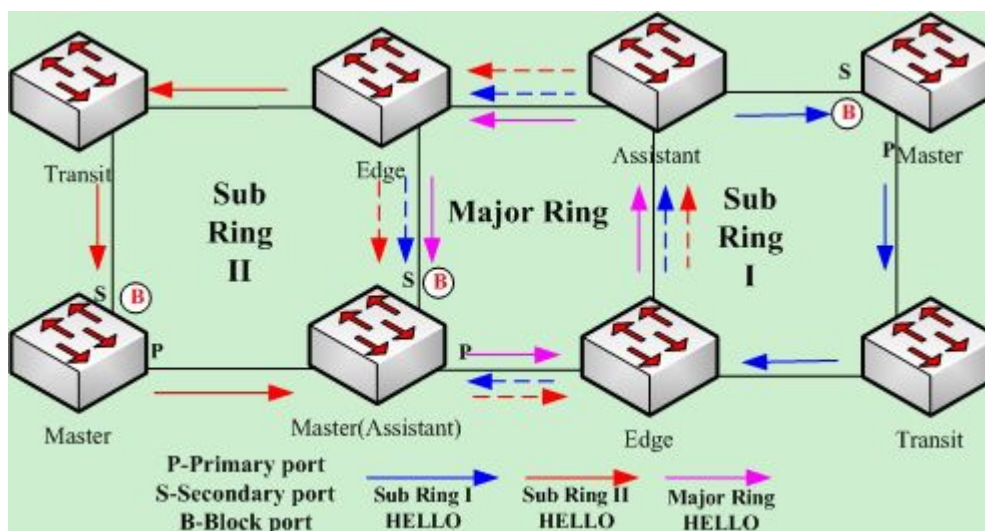 S
B
Transit
Edge
Assistant
P
Master
Sub
Ring
II
Major Ring
Sub
Ring
I
S
B
S
B
P
P
Master
Master(Assistant)
Edge
Transit
P-Primary port
S-Secondary port
B-Block port
Sub Ring I
HELLO
Sub Ring II
HELLO
Major Ring
HELLO